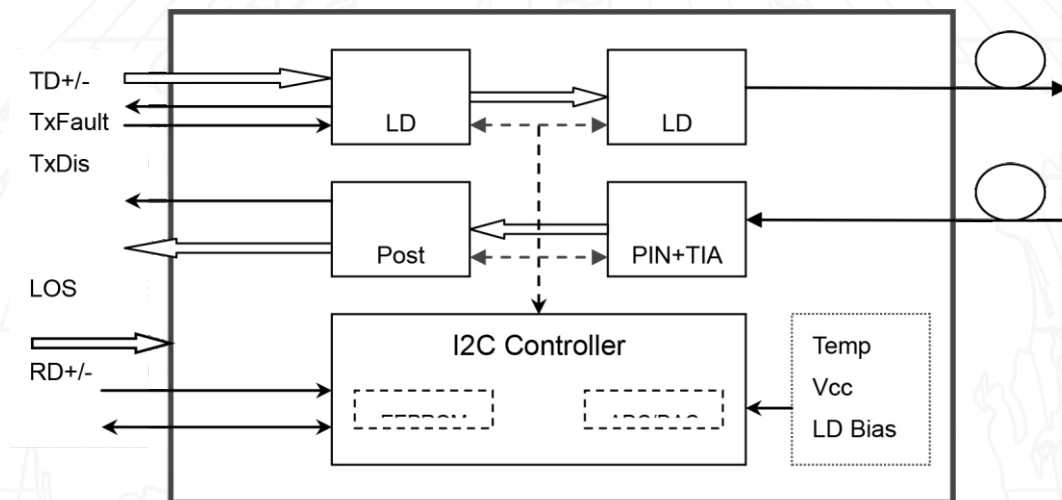 TD+/-
TxFault
TxDis
LOS
RD+/-
LD
LD
Post
PIN+TIA
I2C Controller
Temp
Vcc
LD Bias